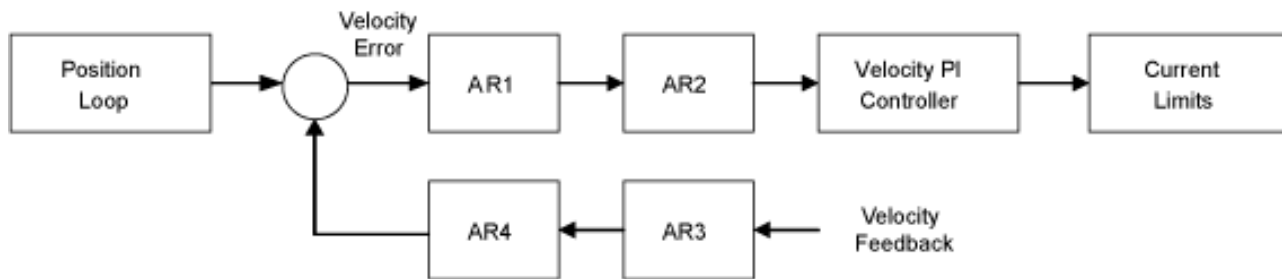 Position
Loop
Velocity
Error
AR1
AR2
Velocity PI
Controller
Current
Limits
AR4
AR3
Velocity
Feedback